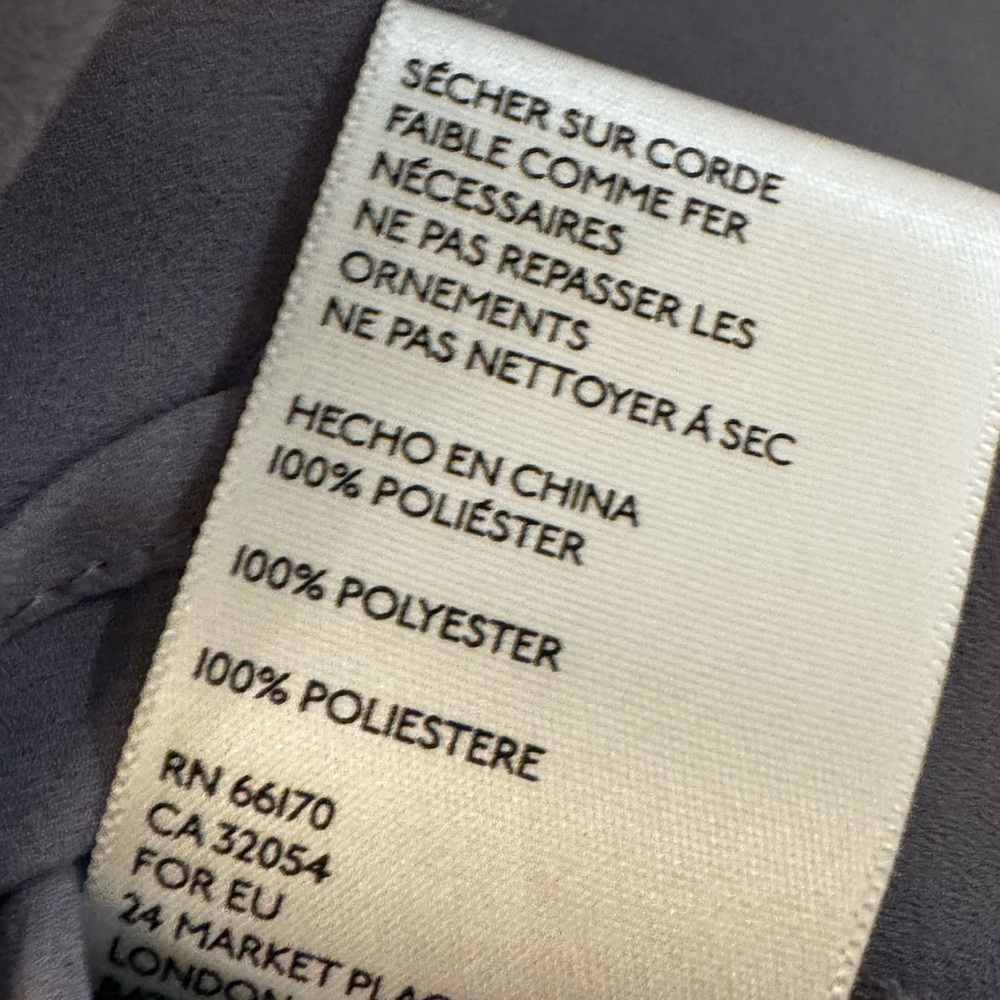 SÉCHER SUR CORDE
FAIBLE COMME FER
NÉCESSAIRES
NE PAS REPASSER LES
ORNEMENTS
NE PAS NETTOYER Á SEC
HECHO EN CHINA
100% POLIÉSTER
100% POLYESTER
100% POLIESTERE
RN 66170
CA 32054
FOR EU
24 MARKET
LONDON